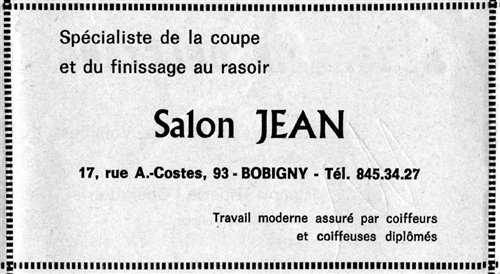 Spécialiste de la coupe
et du finissage au rasoir
Salon JEAN
17, rue A.-Costes, 93 - BOBIGNY - Tél. 845.34.27
Travail moderne assuré par coiffeurs
et coiffeuses diplômés